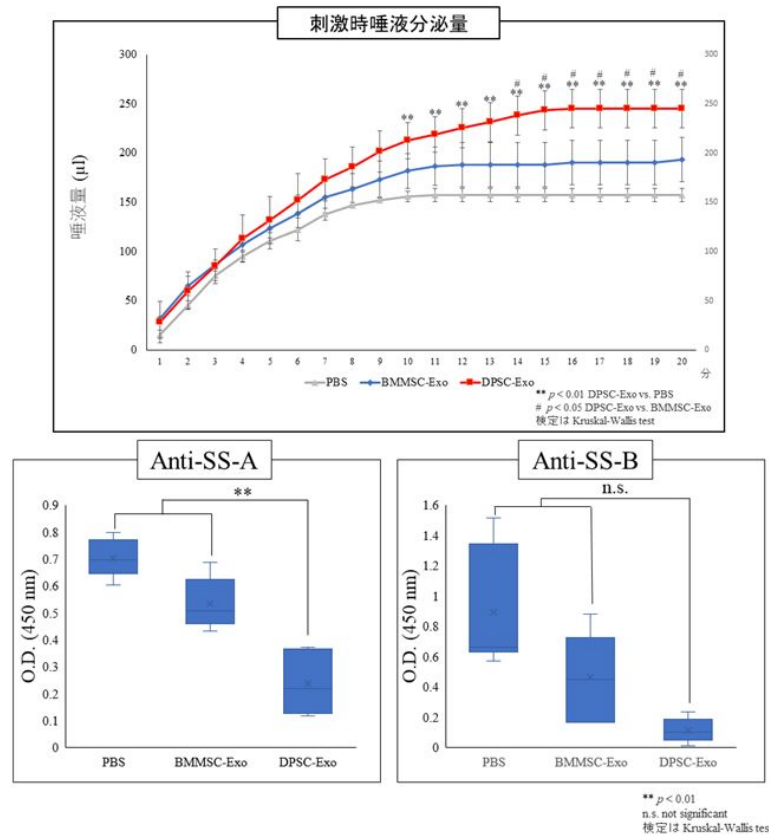 刺激時唾液分泌量
唾液量 (μl)
300
250
200
150
100
50
0
300
250
200
150
100
50
0
# # # # # # #
** ** ** ** ** ** ** ** ** ** **
1 2 3 4 5 6 7 8 9 10 11 12 13 14 15 16 17 18 19 20
分
PBS BMMSC-Exo DPSC-Exo
** p < 0.01 DPSC-Exo vs. PBS
# p < 0.05 DPSC-Exo vs. BMMSC-Exo
検定は Kruskal-Wallis test
Anti-SS-A
**
O.D. (450 nm)
0.9
0.8
0.7
0.6
0.5
0.4
0.3
0.2
0.1
0
PBS BMMSC-Exo DPSC-Exo
Anti-SS-B
n.s.
O.D. (450 nm)
1.6
1.4
1.2
1
0.8
0.6
0.4
0.2
0
PBS BMMSC-Exo DPSC-Exo
** p < 0.01
n.s. not significant
検定は Kruskal-Wallis tes